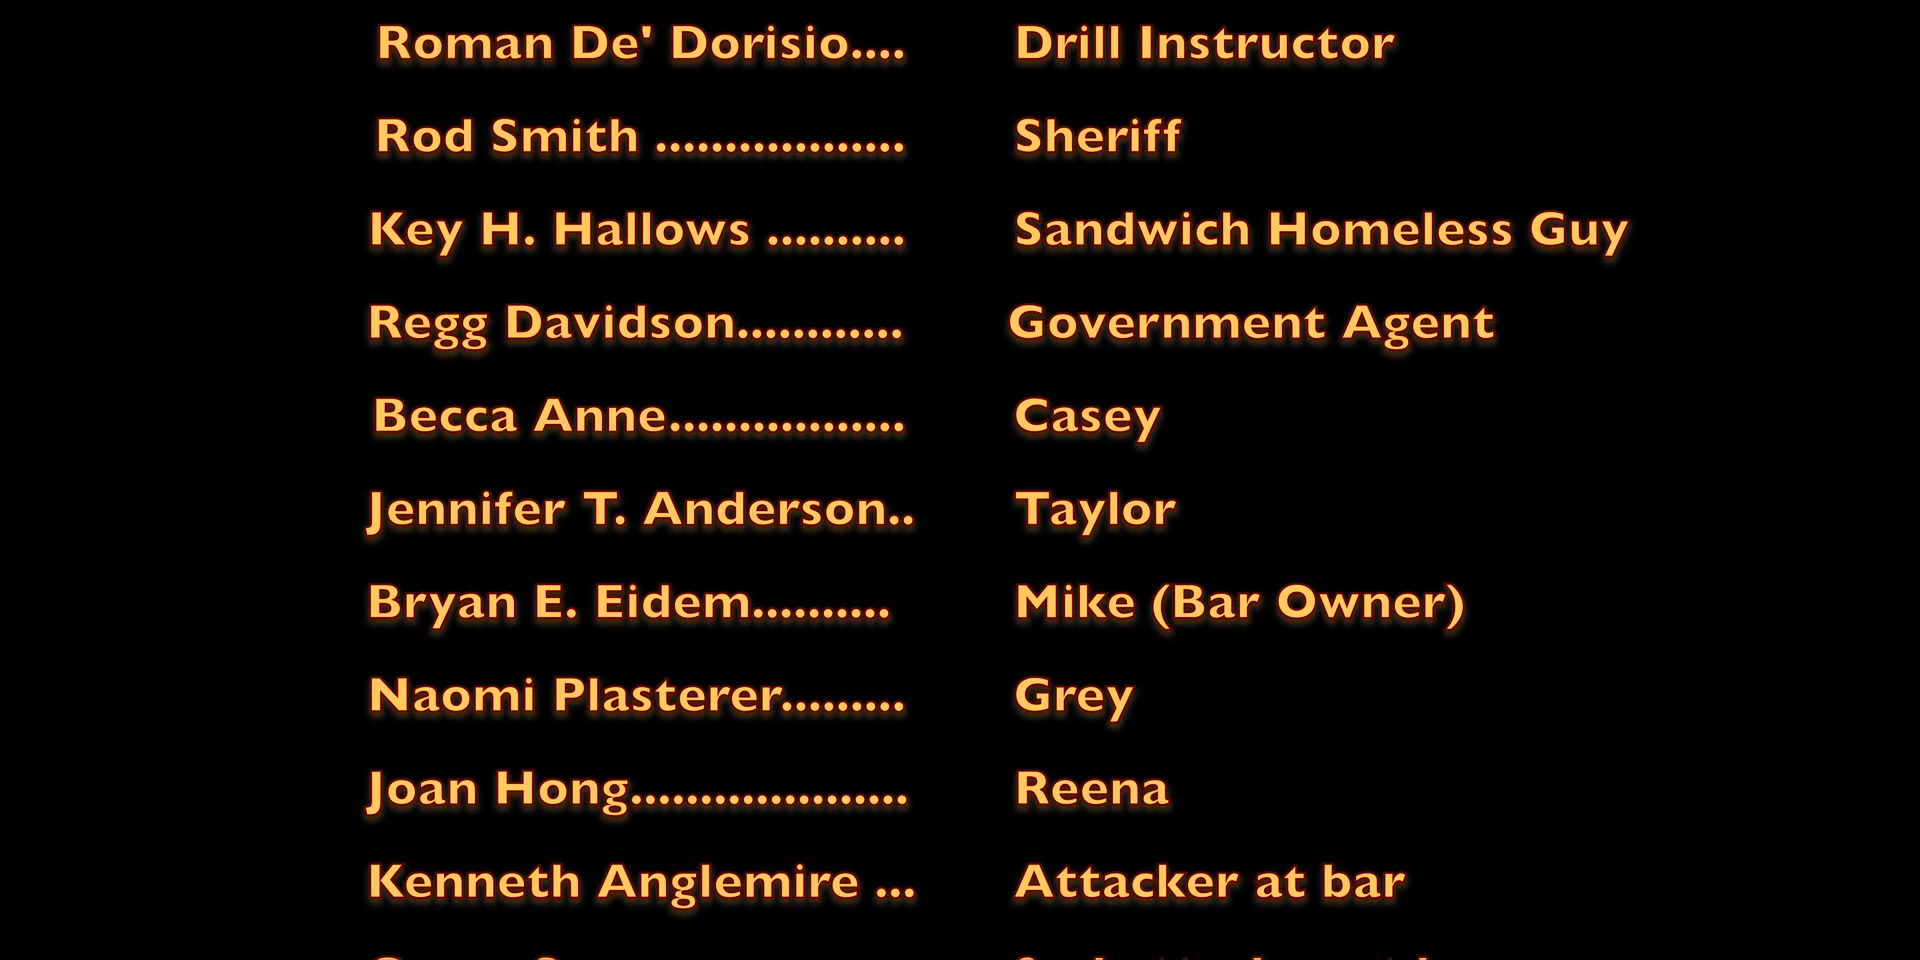 Roman De' Dorisio.... Drill Instructor
Rod Smith .................. Sheriff
Key H. Hallows .......... Sandwich Homeless Guy
Regg Davidson............ Government Agent
Becca Anne................. Casey
Jennifer T. Anderson.. Taylor
Bryan E. Eidem.......... Mike (Bar Owner)
Naomi Plasterer......... Grey
Joan Hong.................... Reena
Kenneth Anglemire ... Attacker at bar